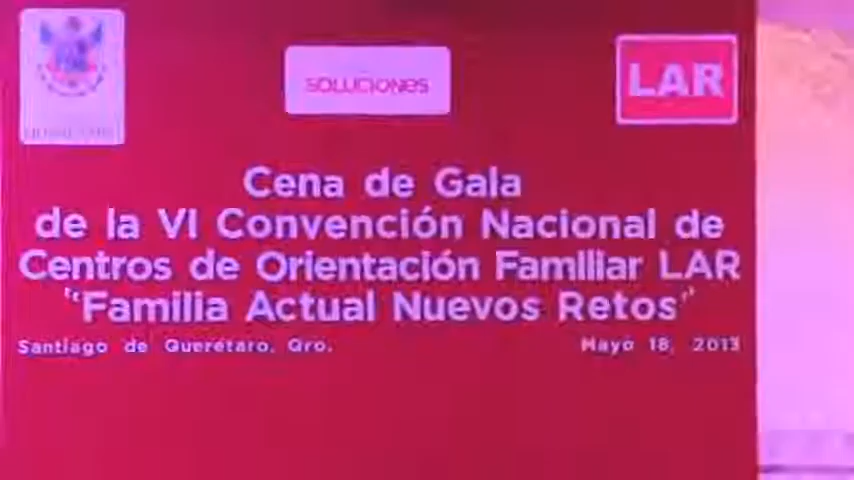 SOLUCIONES
LAR
Cena de Gala
de la VI Convención Nacional de
Centros de Orientación Familiar LAR
"Familia Actual Nuevos Retos"
Santiago de Querétaro, Qro.
Mayo 18, 2013